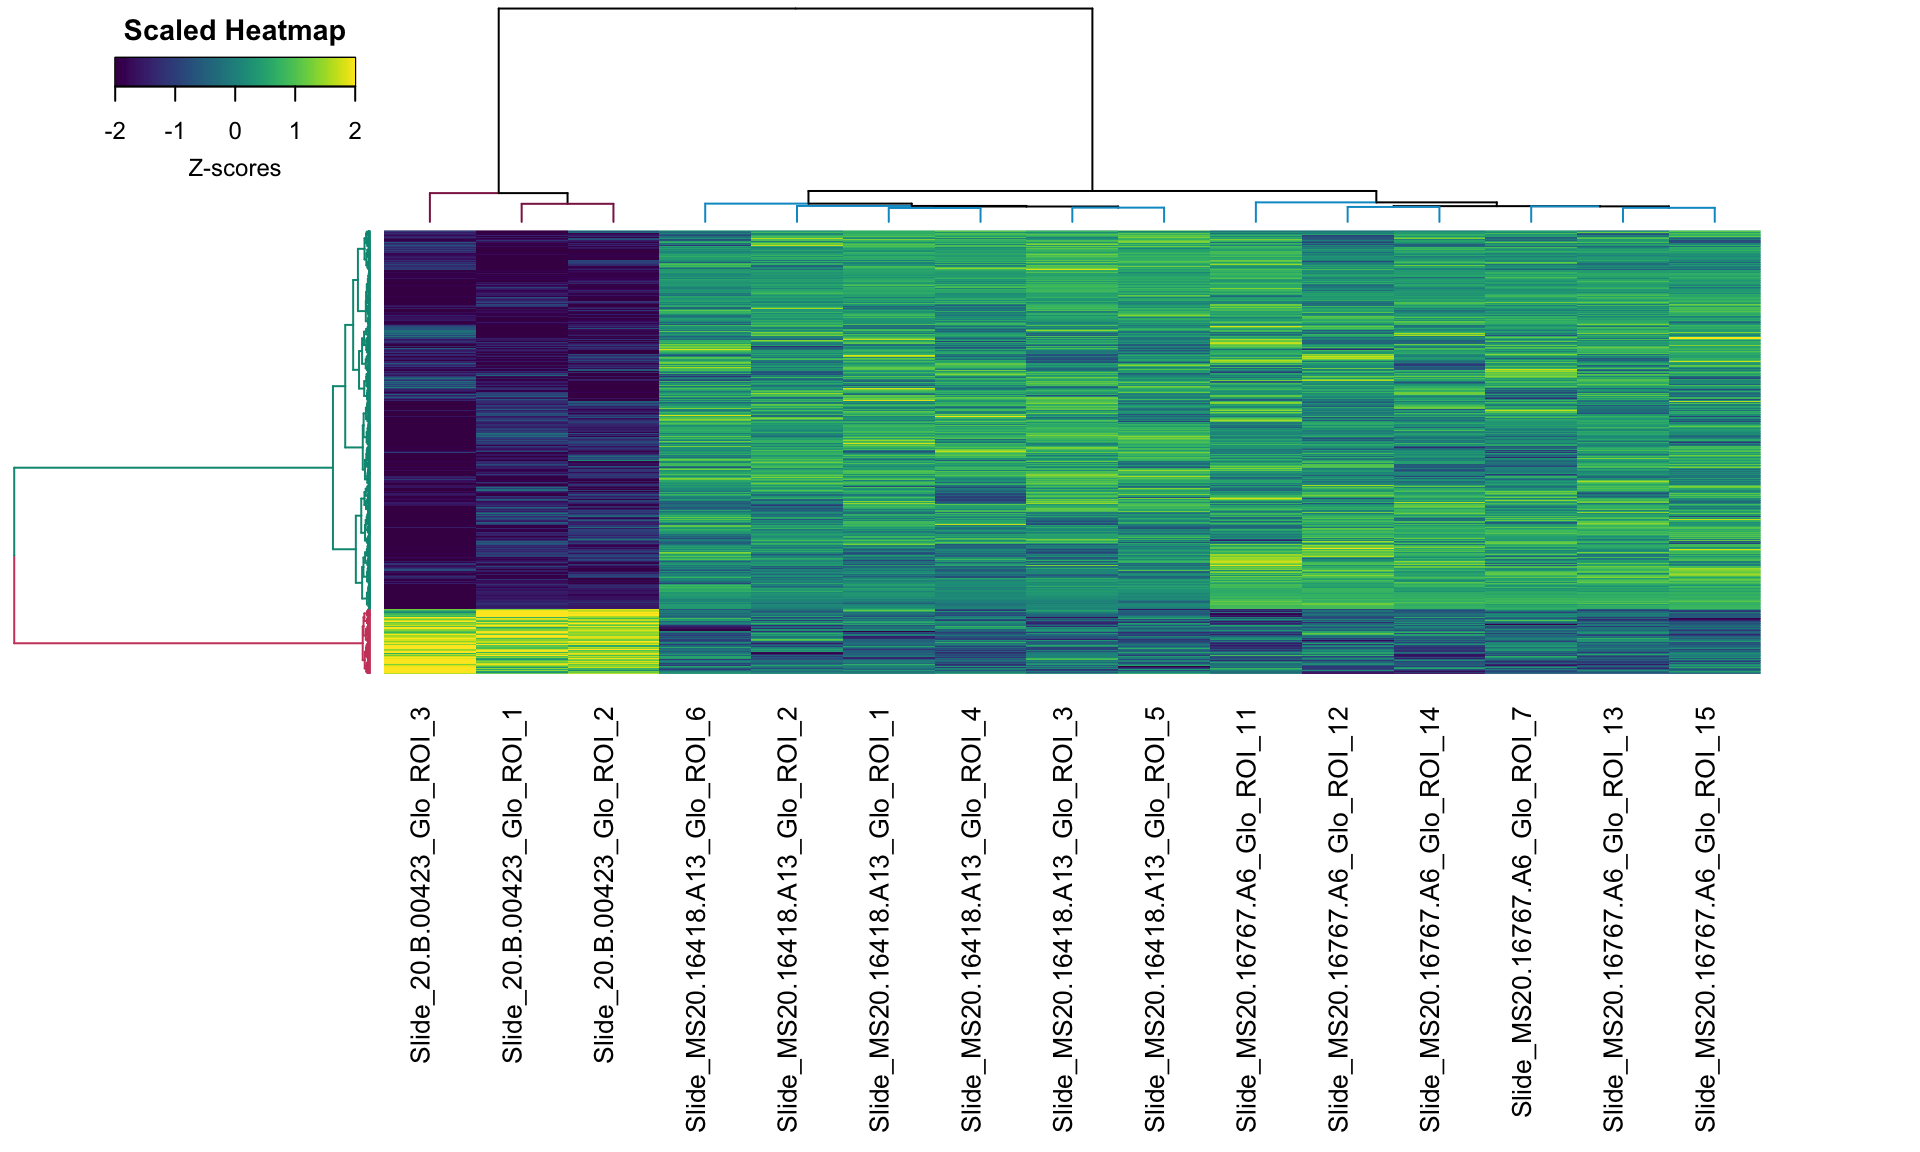 Scaled Heatmap
-2 -1 0 1 2
Z-scores
Slide_20.B.00423_Glo_ROI_3
Slide_20.B.00423_Glo_ROI_1
Slide_20.B.00423_Glo_ROI_2
Slide_MS20.16418.A13_Glo_ROI_6
Slide_MS20.16418.A13_Glo_ROI_2
Slide_MS20.16418.A13_Glo_ROI_1
Slide_MS20.16418.A13_Glo_ROI_4
Slide_MS20.16418.A13_Glo_ROI_3
Slide_MS20.16418.A13_Glo_ROI_5
Slide_MS20.16767.A6_Glo_ROI_11
Slide_MS20.16767.A6_Glo_ROI_12
Slide_MS20.16767.A6_Glo_ROI_14
Slide_MS20.16767.A6_Glo_ROI_7
Slide_MS20.16767.A6_Glo_ROI_13
Slide_MS20.16767.A6_Glo_ROI_15